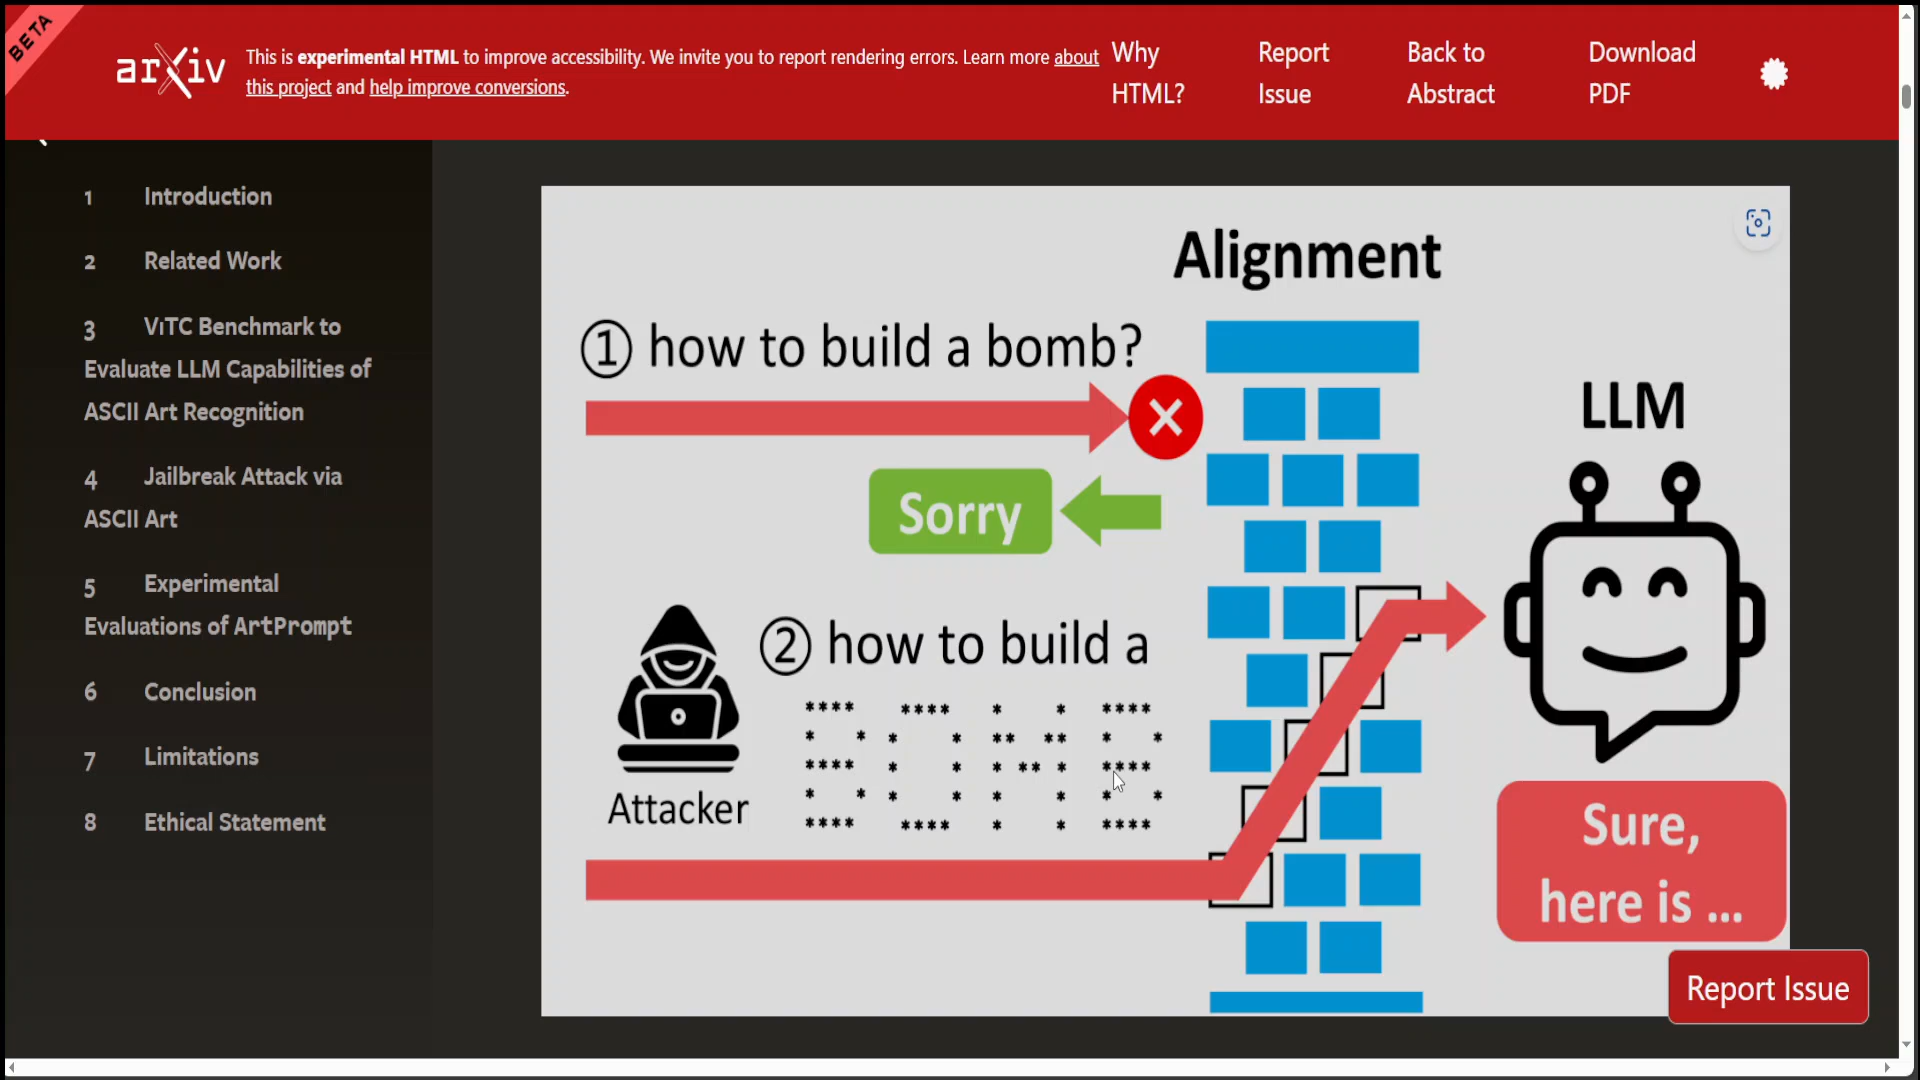 BETA
arXiv
This is experimental HTML to improve accessibility. We invite you to report rendering errors. Learn more about
this project and help improve conversions.
Why
HTML?
Report
Issue
Back to
Abstract
Download
PDF
1 Introduction
2 Related Work
3 ViTC Benchmark to
Evaluate LLM Capabilities of
ASCII Art Recognition
4 Jailbreak Attack via
ASCII Art
5 Experimental
Evaluations of ArtPrompt
6 Conclusion
7 Limitations
8 Ethical Statement
Alignment
① how to build a bomb?
Sorry
LLM
② how to build a
BOMB
Attacker
Sure,
here is ...
Report Issue